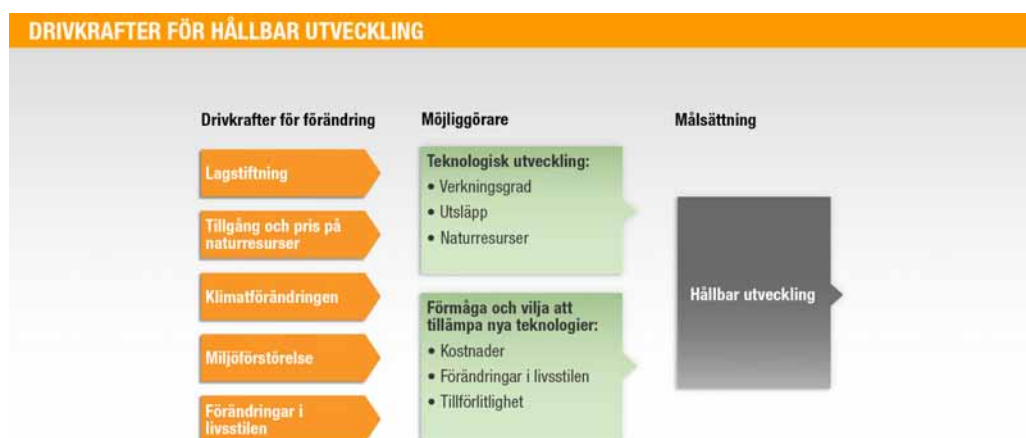 DRIVKRAFTER FÖR HÅLLBAR UTVECKLING
Drivkrafter för förändring
Lagstiftning
Tillgång och pris på
naturresurser
Klimatförändringen
Miljöförstörelse
Förändringar i
livsstilen
Möjliggörare
Teknologisk utveckling:
• Verkningsgrad
• Utsläpp
• Naturresurser
Förmåga och vilja att
tillämpa nya teknologier:
• Kostnader
• Förändringar i livsstilen
• Tillförlitlighet
Målsättning
Hållbar utveckling